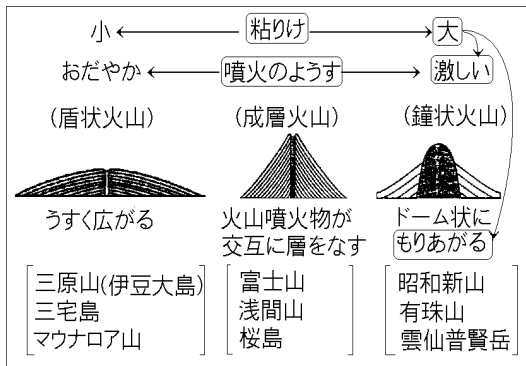 小 粘りけ 大
おだやか 噴火のようす 激しい
(盾状火山) (成層火山) (鐘状火山)
うすく広がる
火山噴火物が
交互に層をなす
ドーム状に
もりあがる
三原山(伊豆大島)
三宅島
マウナロア山
富士山
浅間山
桜島
昭和新山
有珠山
雲仙普賢岳